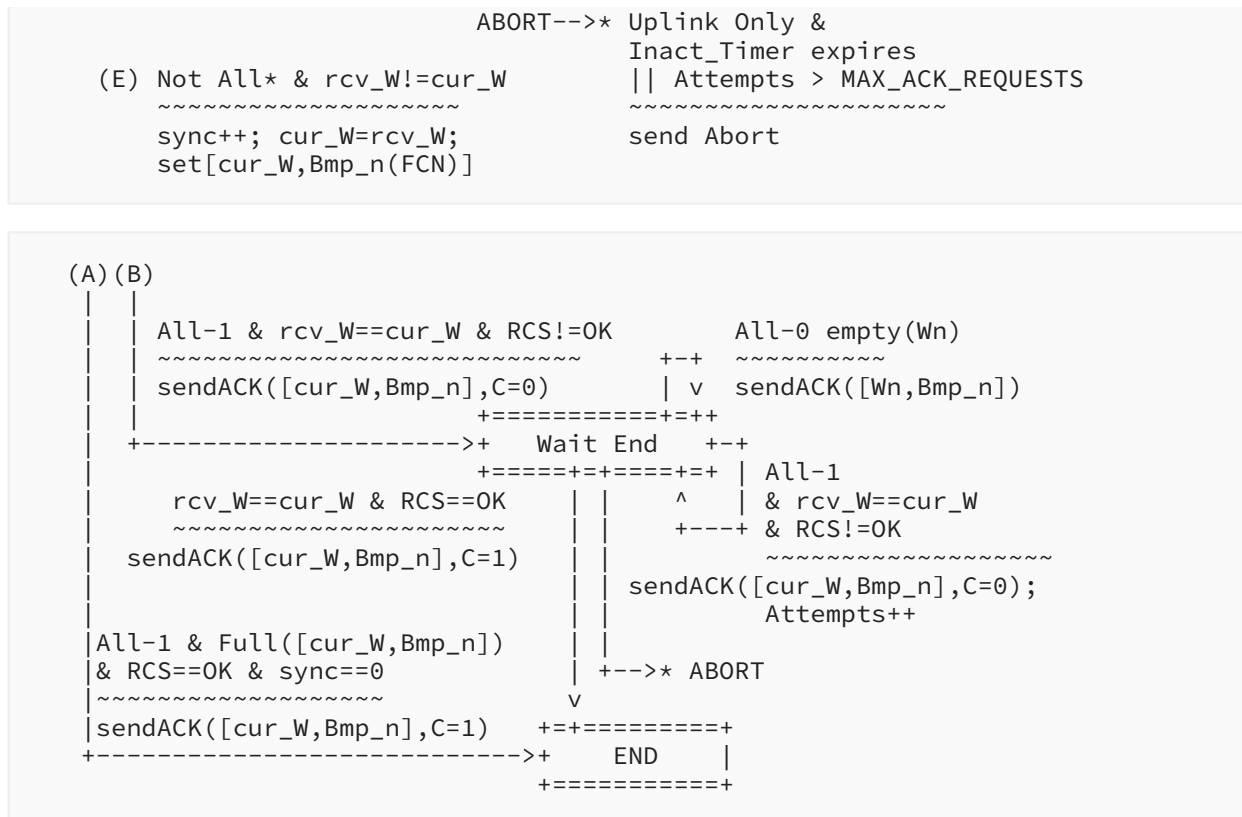 ABORT-->* Uplink Only &
                                   Inact_Timer expires
(E) Not All* & rcv_W!=cur_W        || Attempts > MAX_ACK_REQUESTS
    ~~~~~~~~~~~~~~~~~~~~           ~~~~~~~~~~~~~~~~~~~~~
    sync++; cur_W=rcv_W;           send Abort
    set[cur_W,Bmp_n(FCN)]

(A)(B)
 |  |
 |  | All-1 & rcv_W==cur_W & RCS!=OK        All-0 empty(Wn)
 |  | ~~~~~~~~~~~~~~~~~~~~~~~~~~~~     +-+  ~~~~~~~~~~
 |  | sendACK([cur_W,Bmp_n],C=0)       | v  sendACK([Wn,Bmp_n])
 |  |                      +===========+=++
 |  +--------------------->+   Wait End   +-+
 |                         +=====+=+====+=+ | All-1
 |     rcv_W==cur_W & RCS==OK    | |    ^   | & rcv_W==cur_W
 |     ~~~~~~~~~~~~~~~~~~~~~~    | |    +---+ & RCS!=OK
 |  sendACK([cur_W,Bmp_n],C=1)   | |          ~~~~~~~~~~~~~~~~~~~
 |                               | | sendACK([cur_W,Bmp_n],C=0);
 |                               | |          Attempts++
 |All-1 & Full([cur_W,Bmp_n])    | |
 |& RCS==OK & sync==0            | +-->* ABORT
 |~~~~~~~~~~~~~~~~~~~            v
 |sendACK([cur_W,Bmp_n],C=1)   +=+=========+
 +---------------------------->+    END    |
                               +===========+